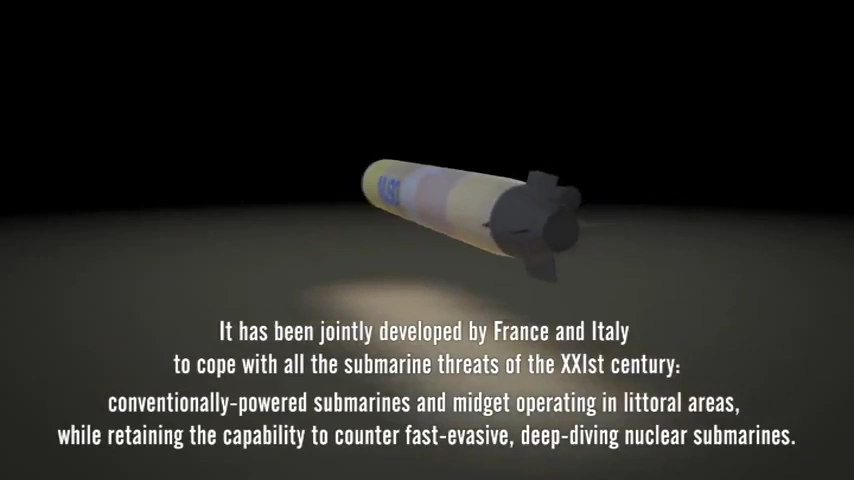 MU90
It has been jointly developed by France and Italy
to cope with all the submarine threats of the XXIst century:
conventionally-powered submarines and midget operating in littoral areas,
while retaining the capability to counter fast-evasive, deep-diving nuclear submarines.